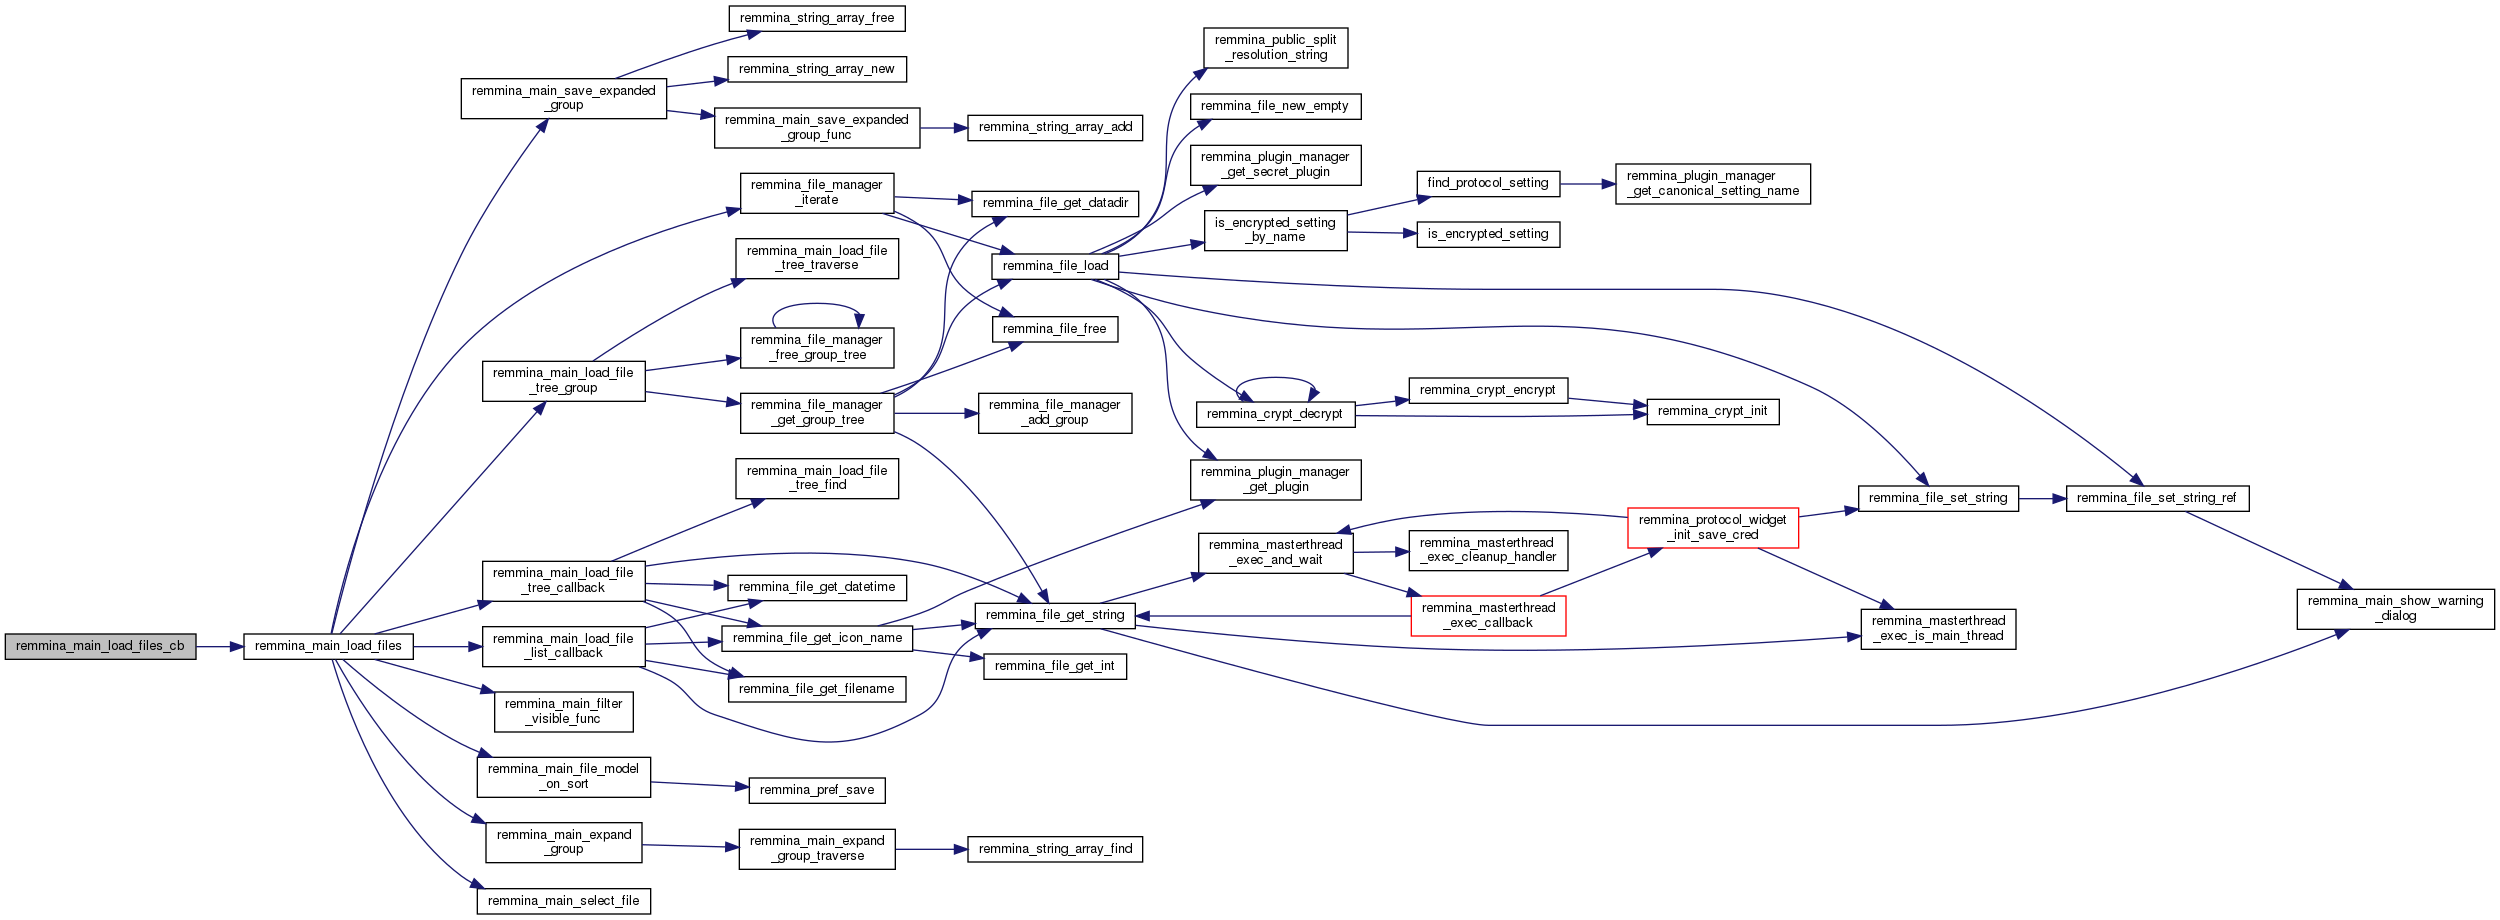 remmina_main_load_files_cb
remmina_main_load_files
remmina_main_save_expanded
_group
remmina_main_load_file
_tree_group
remmina_main_load_file
_tree_callback
remmina_main_load_file
_list_callback
remmina_main_filter
_visible_func
remmina_main_file_model
_on_sort
remmina_main_expand
_group
remmina_main_select_file
remmina_string_array_free
remmina_string_array_new
remmina_main_save_expanded
_group_func
remmina_file_manager
_iterate
remmina_main_load_file
_tree_traverse
remmina_file_manager
_free_group_tree
remmina_file_manager
_get_group_tree
remmina_main_load_file
_tree_find
remmina_file_get_datetime
remmina_file_get_icon_name
remmina_file_get_filename
remmina_pref_save
remmina_main_expand
_group_traverse
remmina_string_array_add
remmina_file_get_datadir
remmina_file_load
remmina_file_free
remmina_file_manager
_add_group
remmina_file_get_string
remmina_file_get_int
remmina_string_array_find
remmina_public_split
_resolution_string
remmina_file_new_empty
remmina_plugin_manager
_get_secret_plugin
is_encrypted_setting
_by_name
remmina_crypt_decrypt
remmina_plugin_manager
_get_plugin
remmina_masterthread
_exec_and_wait
find_protocol_setting
is_encrypted_setting
remmina_crypt_encrypt
remmina_masterthread
_exec_cleanup_handler
remmina_masterthread
_exec_callback
remmina_plugin_manager
_get_canonical_setting_name
remmina_crypt_init
remmina_protocol_widget
_init_save_cred
remmina_file_set_string
remmina_masterthread
_exec_is_main_thread
remmina_file_set_string_ref
remmina_main_show_warning
_dialog